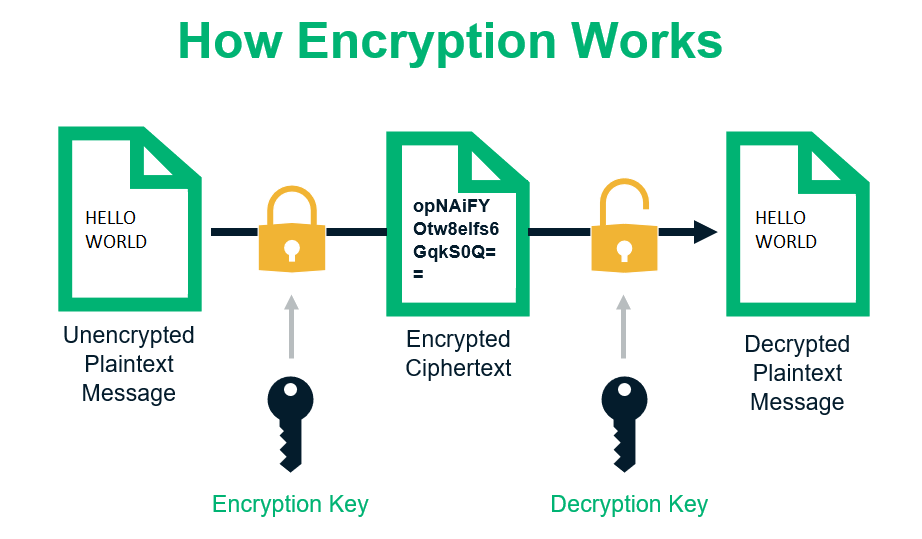 How Encryption Works
HELLO
WORLD
Unencrypted
Plaintext
Message
opNAiFY
Otw8elfs6
GqkS0Q=
=
Encrypted
Ciphertext
HELLO
WORLD
Decrypted
Plaintext
Message
Encryption Key
Decryption Key